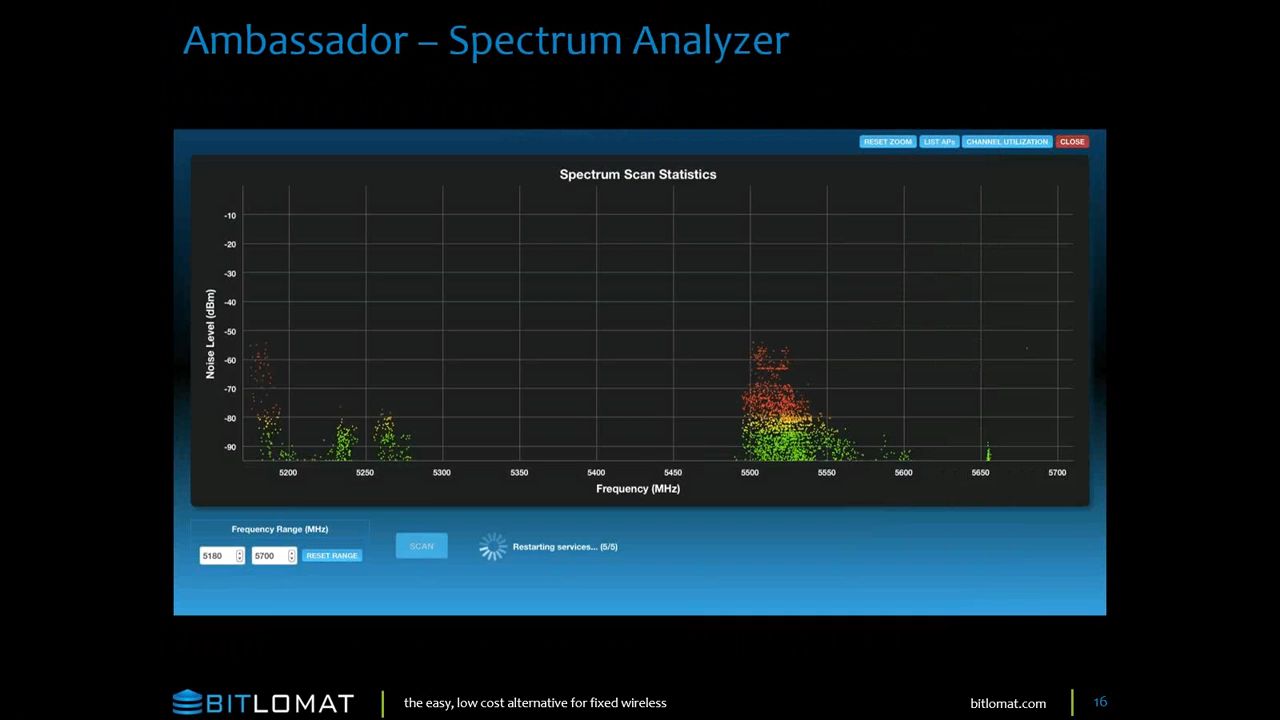 Ambassador – Spectrum Analyzer
RESET ZOOM LIST APs CHANNEL UTILIZATION CLOSE
Spectrum Scan Statistics
-10
-20
-30
-40
-50
-60
-70
-80
-90
Noise Level (dBm)
5200 5250 5300 5350 5400 5450 5500 5550 5600 5650 5700
Frequency (MHz)
Frequency Range (MHz)
5180 5700 RESET RANGE
SCAN
Restarting services... (5/5)
BITLOMAT
the easy, low cost alternative for fixed wireless
bitlomat.com
16